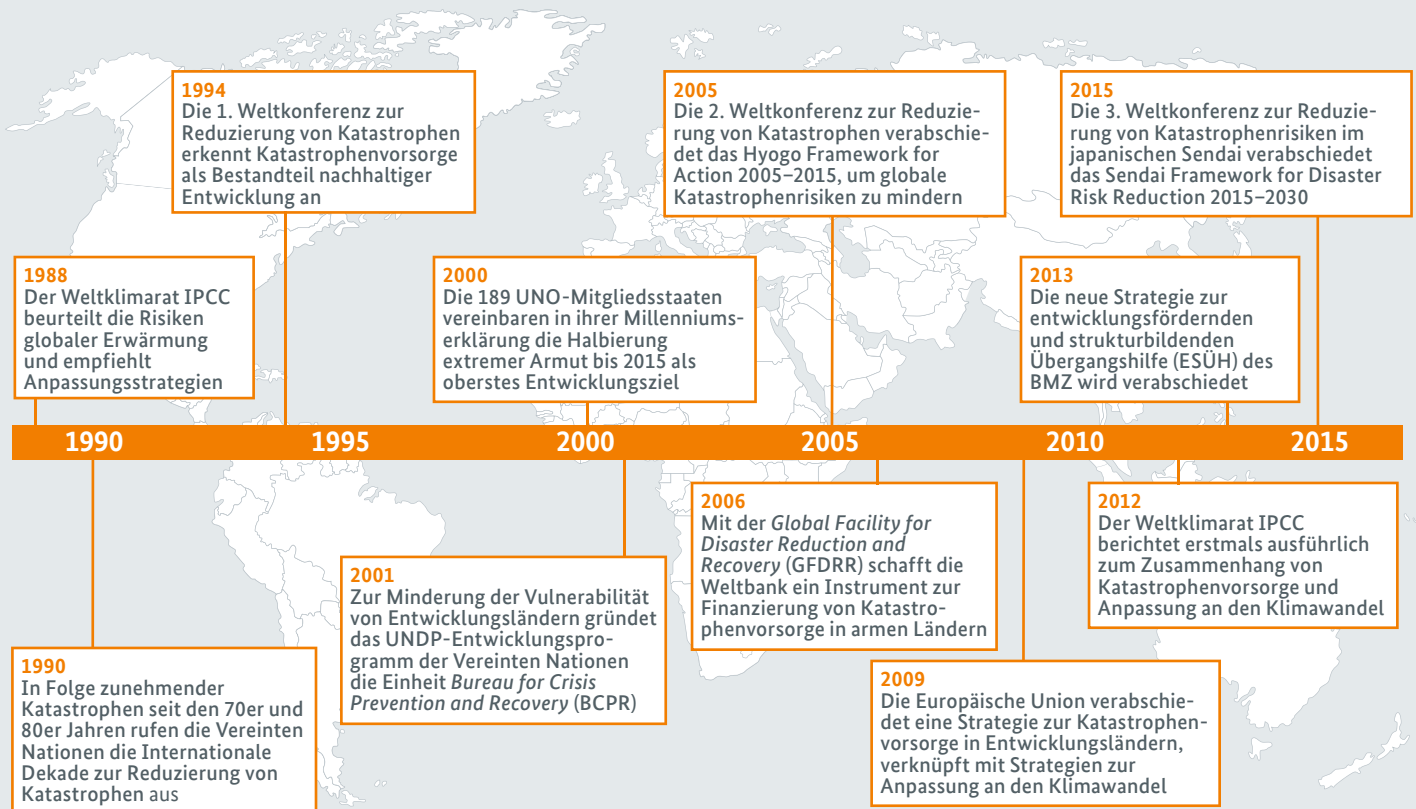 1994
Die 1. Weltkonferenz zur
Reduzierung von Katastrophen
erkennt Katastrophenvorsorge
als Bestandteil nachhaltiger
Entwicklung an
2005
Die 2. Weltkonferenz zur Reduzie-
rung von Katastrophen verabschie-
det das Hyogo Framework for
Action 2005–2015, um globale
Katastrophenrisiken zu mindern
2015
Die 3. Weltkonferenz zur Reduzie-
rung von Katastrophenrisiken im
japanischen Sendai verabschiedet
das Sendai Framework for Disaster
Risk Reduction 2015–2030
1988
Der Weltklimarat IPCC
beurteilt die Risiken
globaler Erwärmung
und empfiehlt
Anpassungsstrategien
2000
Die 189 UNO-Mitgliedsstaaten
vereinbaren in ihrer Millenniums-
erklärung die Halbierung
extremer Armut bis 2015 als
oberstes Entwicklungsziel
2013
Die neue Strategie zur
entwicklungsfördernden
und strukturbildenden
Übergangshilfe (ESÜH) des
BMZ wird verabschiedet
1990 1995 2000 2005 2010 2015
1990
In Folge zunehmender
Katastrophen seit den 70er und
80er Jahren rufen die Vereinten
Nationen die Internationale
Dekade zur Reduzierung von
Katastrophen aus
2001
Zur Minderung der Vulnerabilität
von Entwicklungsländern gründet
das UNDP-Entwicklungspro-
gramm der Vereinten Nationen
die Einheit Bureau for Crisis
Prevention and Recovery (BCPR)
2006
Mit der Global Facility for
Disaster Reduction and
Recovery (GFDRR) schafft die
Weltbank ein Instrument zur
Finanzierung von Katastro-
phenvorsorge in armen Ländern
2009
Die Europäische Union verabschie-
det eine Strategie zur Katastrophen-
vorsorge in Entwicklungsländern,
verknüpft mit Strategien zur
Anpassung an den Klimawandel
2012
Der Weltklimarat IPCC
berichtet erstmals ausführlich
zum Zusammenhang von
Katastrophenvorsorge und
Anpassung an den Klimawandel